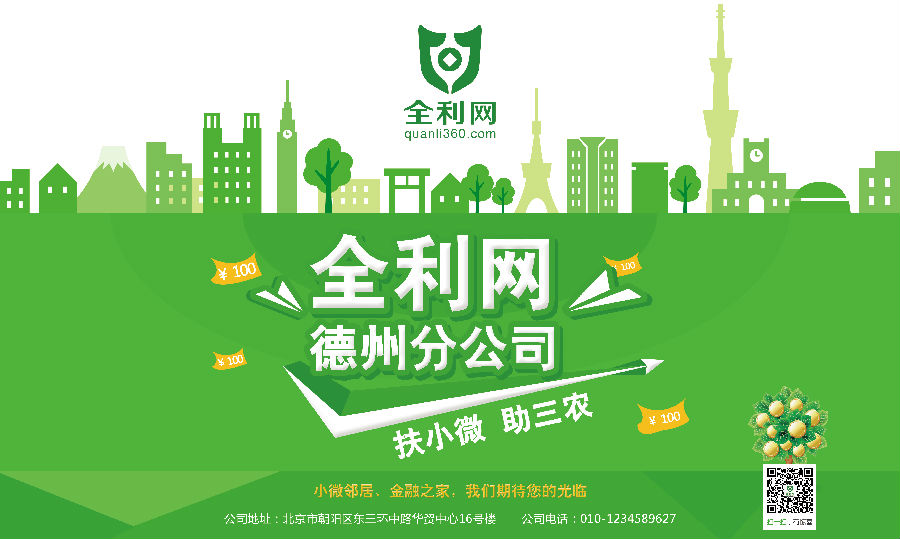 全利网
quanli360.com
¥ 100
¥ 100
全利网
德州分公司
¥ 100
¥ 100
扶小微 助三农
小微邻居、金融之家，我们期待您的光临
公司地址：北京市朝阳区东三环中路华贸中心16号楼 公司电话：010-1234589627